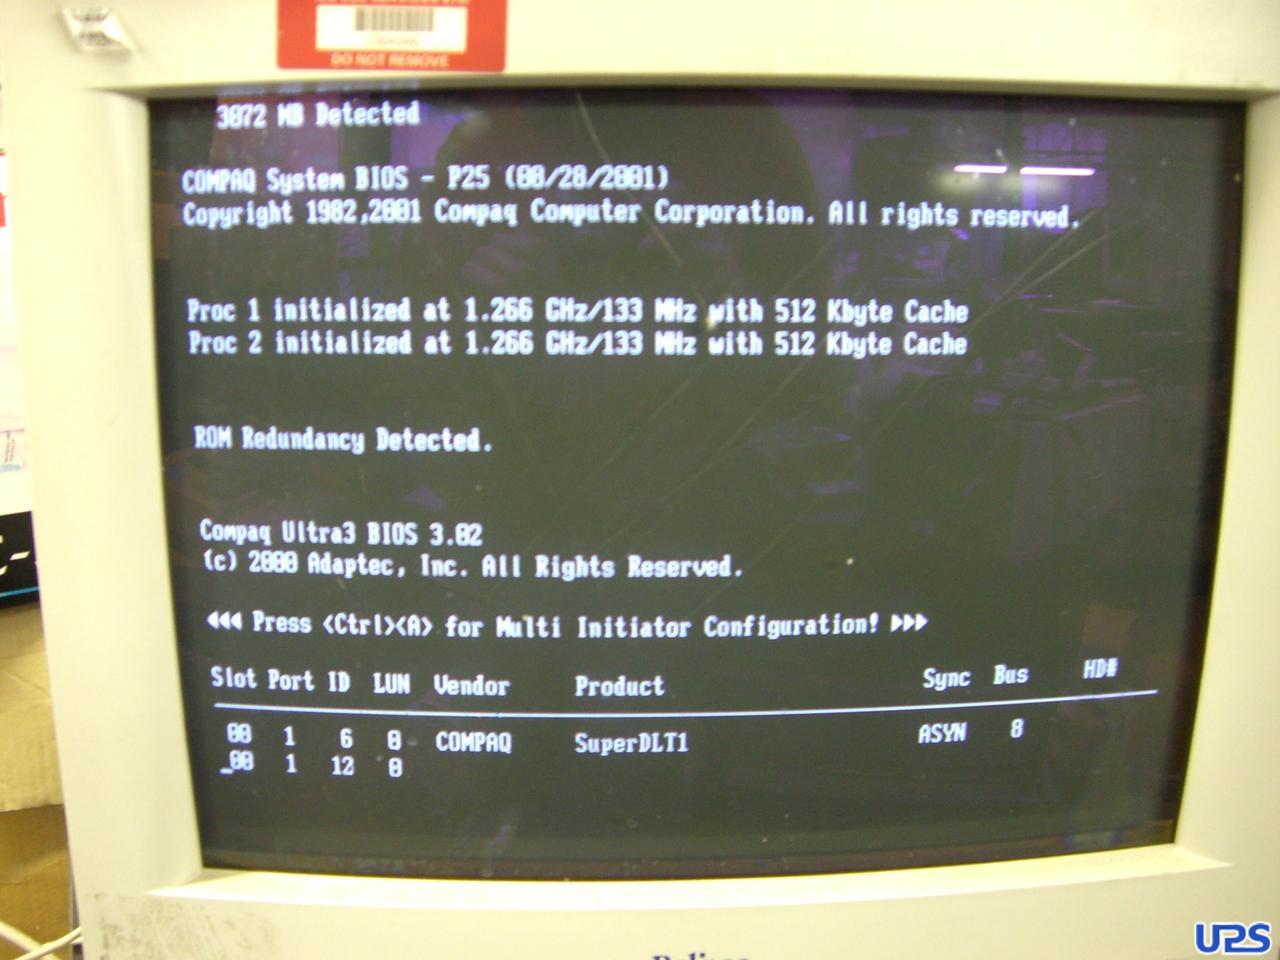 DO NOT REMOVE
3072 MB Detected
COMPAQ System BIOS - P25 (08/28/2001)
Copyright 1982,2001 Compaq Computer Corporation. All rights reserved.
Proc 1 initialized at 1.266 GHz/133 MHz with 512 Kbyte Cache
Proc 2 initialized at 1.266 GHz/133 MHz with 512 Kbyte Cache
ROM Redundancy Detected.
Compaq Ultra3 BIOS 3.02
(c) 2000 Adaptec, Inc. All Rights Reserved.
◄◄◄ Press <Ctrl><A> for Multi Initiator Configuration! ►►►
Slot Port ID LUN Vendor Product Sync Bus HD#
00 1 6 0 COMPAQ SuperDLT1 ASYN 8
_00 1 12 0
UPS